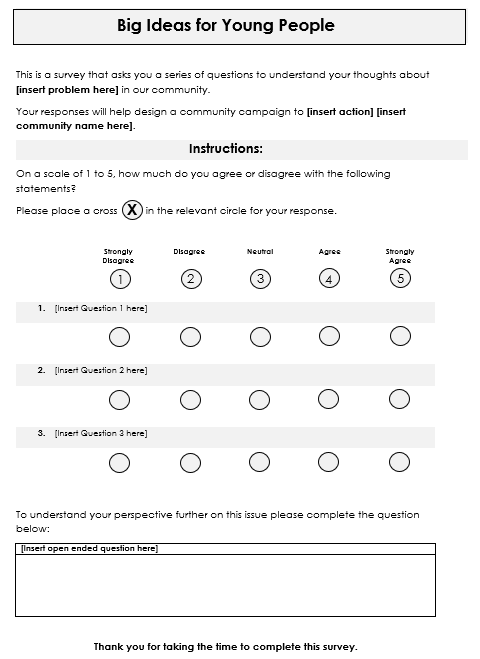 Big Ideas for Young People
This is a survey that asks you a series of questions to understand your thoughts about
[insert problem here] in our community.
Your responses will help design a community campaign to [insert action] [insert
community name here].
Instructions:
On a scale of 1 to 5, how much do you agree or disagree with the following
statements?
Please place a cross X in the relevant circle for your response.
Strongly Disagree Disagree Neutral Agree Strongly Agree
1 2 3 4 5
1. [Insert Question 1 here]
2. [Insert Question 2 here]
3. [Insert Question 3 here]
To understand your perspective further on this issue please complete the question
below:
[Insert open ended question here]
Thank you for taking the time to complete this survey.